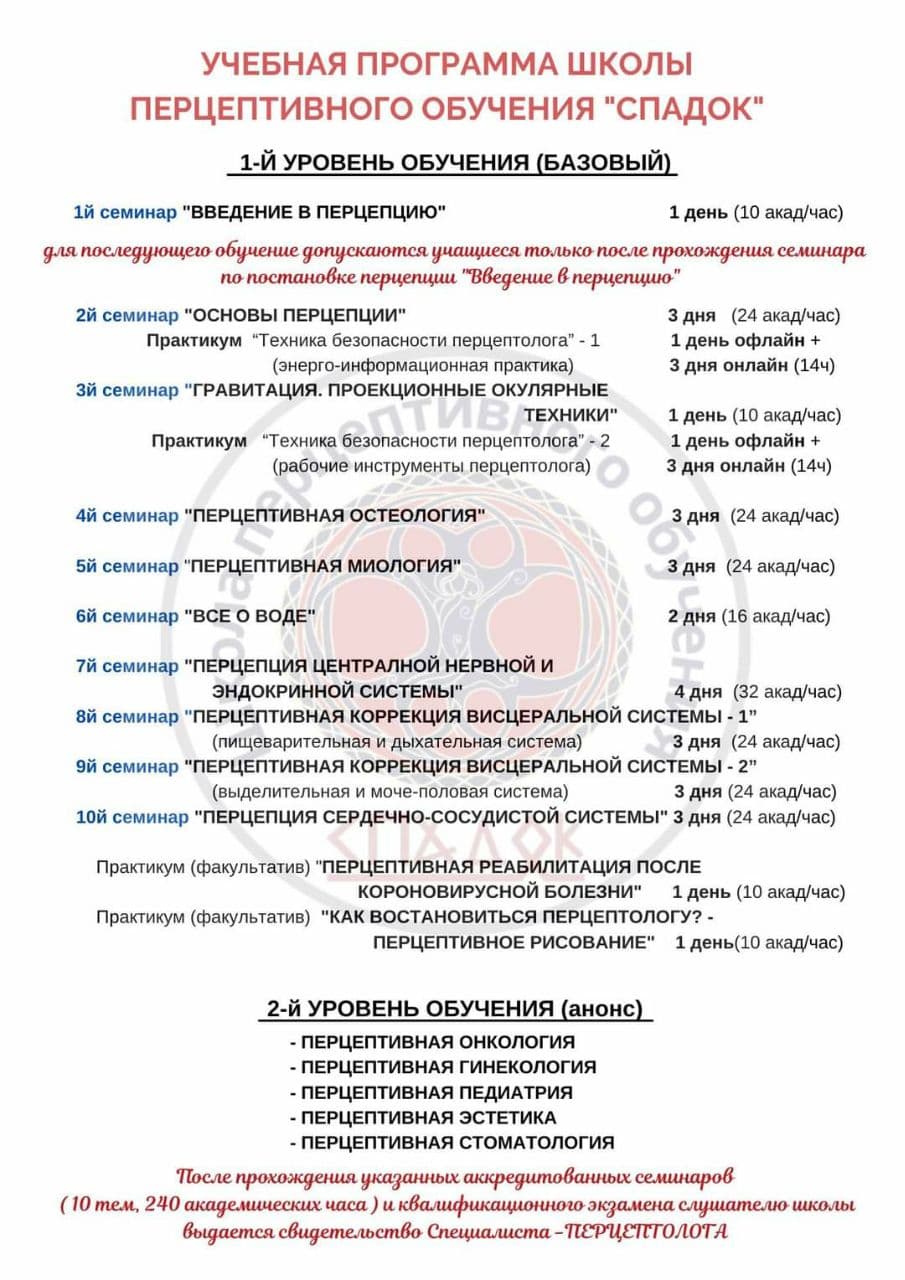 УЧЕБНАЯ ПРОГРАММА ШКОЛЫ
ПЕРЦЕПТИВНОГО ОБУЧЕНИЯ "СПАДОК"
1-Й УРОВЕНЬ ОБУЧЕНИЯ (БАЗОВЫЙ)
1й семинар "ВВЕДЕНИЕ В ПЕРЦЕПЦИЮ" 1 день (10 акад/час)
для последующего обучение допускаются учащиеся только после прохождения семинара
по постановке перцепции "Введение в перцепцию"
2й семинар "ОСНОВЫ ПЕРЦЕПЦИИ" 3 дня (24 акад/час)
Практикум “Техника безопасности перцептолога” - 1 1 день офлайн +
(энерго-информационная практика) 3 дня онлайн (14ч)
3й семинар "ГРАВИТАЦИЯ. ПРОЕКЦИОННЫЕ ОКУЛЯРНЫЕ
ТЕХНИКИ" 1 день (10 акад/час)
Практикум “Техника безопасности перцептолога” - 2 1 день офлайн +
(рабочие инструменты перцептолога) 3 дня онлайн (14ч)
4й семинар "ПЕРЦЕПТИВНАЯ ОСТЕОЛОГИЯ" 3 дня (24 акад/час)
5й семинар "ПЕРЦЕПТИВНАЯ МИОЛОГИЯ" 3 дня (24 акад/час)
6й семинар "ВСЕ О ВОДЕ" 2 дня (16 акад/час)
7й семинар "ПЕРЦЕПЦИЯ ЦЕНТРАЛНОЙ НЕРВНОЙ И
ЭНДОКРИННОЙ СИСТЕМЫ" 4 дня (32 акад/час)
8й семинар "ПЕРЦЕПТИВНАЯ КОРРЕКЦИЯ ВИСЦЕРАЛЬНОЙ СИСТЕМЫ - 1”
(пищеварительная и дыхательная система) 3 дня (24 акад/час)
9й семинар "ПЕРЦЕПТИВНАЯ КОРРЕКЦИЯ ВИСЦЕРАЛЬНОЙ СИСТЕМЫ - 2”
(выделительная и моче-половая система) 3 дня (24 акад/час)
10й семинар "ПЕРЦЕПЦИЯ СЕРДЕЧНО-СОСУДИСТОЙ СИСТЕМЫ" 3 дня (24 акад/час)
Практикум (факультатив) "ПЕРЦЕПТИВНАЯ РЕАБИЛИТАЦИЯ ПОСЛЕ
КОРОНОВИРУСНОЙ БОЛЕЗНИ" 1 день (10 акад/час)
Практикум (факультатив) "КАК ВОСТАНОВИТЬСЯ ПЕРЦЕПТОЛОГУ? -
ПЕРЦЕПТИВНОЕ РИСОВАНИЕ" 1 день(10 акад/час)
Школа перцептивного обучения
СПАДОК
2-й УРОВЕНЬ ОБУЧЕНИЯ (анонс)
- ПЕРЦЕПТИВНАЯ ОНКОЛОГИЯ
- ПЕРЦЕПТИВНАЯ ГИНЕКОЛОГИЯ
- ПЕРЦЕПТИВНАЯ ПЕДИАТРИЯ
- ПЕРЦЕПТИВНАЯ ЭСТЕТИКА
- ПЕРЦЕПТИВНАЯ СТОМАТОЛОГИЯ
После прохождения указанных аккредитованных семинаров
( 10 тем, 240 академических часа ) и квалификационного экзамена слушателю школы
выдается свидетельство Специалиста –ПЕРЦЕПТОЛОГА